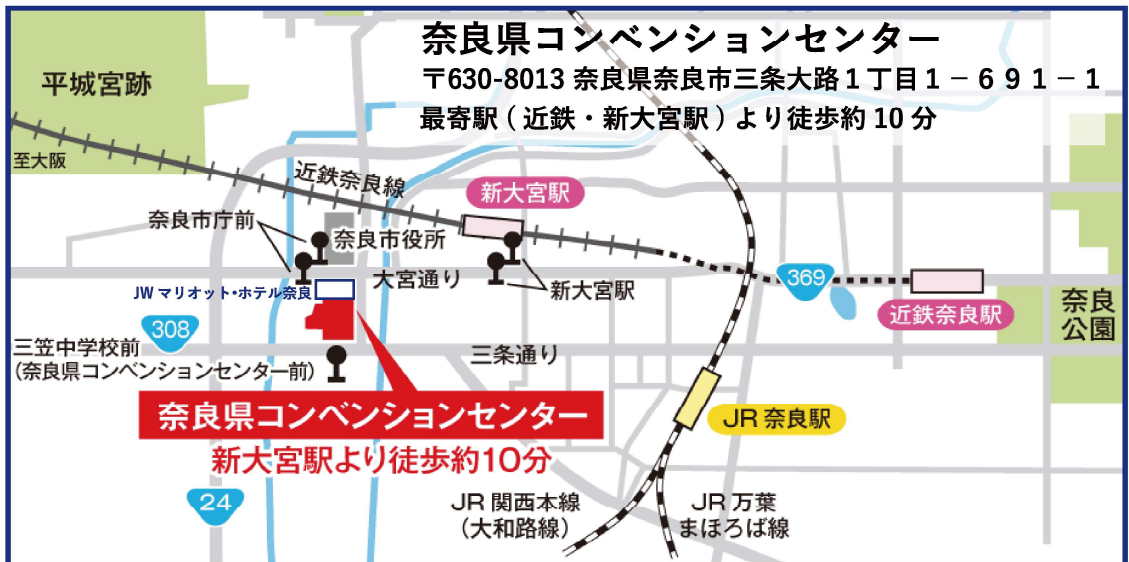 奈良県コンベンションセンター
〒630-8013 奈良県奈良市三条大路１丁目１－６９１－１
最寄駅 ( 近鉄・新大宮駅 ) より徒歩約 10 分
平城宮跡
至大阪
近鉄奈良線
新大宮駅
奈良市庁前
奈良市役所
大宮通り
新大宮駅
JWマリオット・ホテル奈良
369
近鉄奈良駅
奈良
公園
308
三笠中学校前
(奈良県コンベンションセンター前)
三条通り
奈良県コンベンションセンター
新大宮駅より徒歩約10分
JR 奈良駅
24
JR 関西本線
(大和路線)
JR 万葉
まほろば線